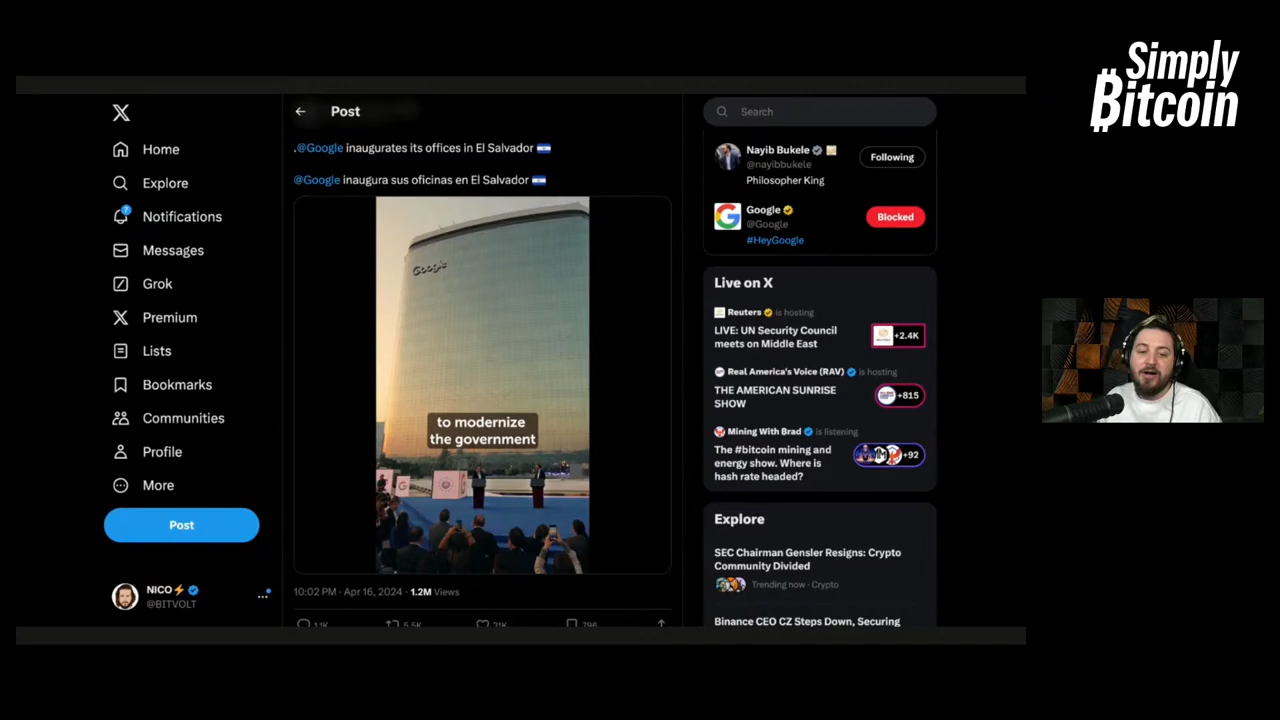 Simply
Bitcoin
Home
Explore
Notifications
Messages
Grok
Premium
Lists
Bookmarks
Communities
Profile
More
Post
NICO⚡
@BITVOLT
Post
.@Google inaugurates its offices in El Salvador 🇸🇻
@Google inaugura sus oficinas en El Salvador 🇸🇻
Google
to modernize
the government
10:02 PM · Apr 16, 2024 · 1.2M Views
5.5K
21K
796
Search
Nayib Bukele
@nayibbukele
Following
Philosopher King
Google
@Google
Blocked
#HeyGoogle
Live on X
Reuters is hosting
LIVE: UN Security Council
meets on Middle East
+2.4K
Real America's Voice (RAV) is hosting
THE AMERICAN SUNRISE
SHOW
+815
Mining With Brad is listening
The #bitcoin mining and
energy show. Where is
hash rate headed?
+92
Explore
SEC Chairman Gensler Resigns: Crypto
Community Divided
Trending now · Crypto
Binance CEO CZ Steps Down, Securing